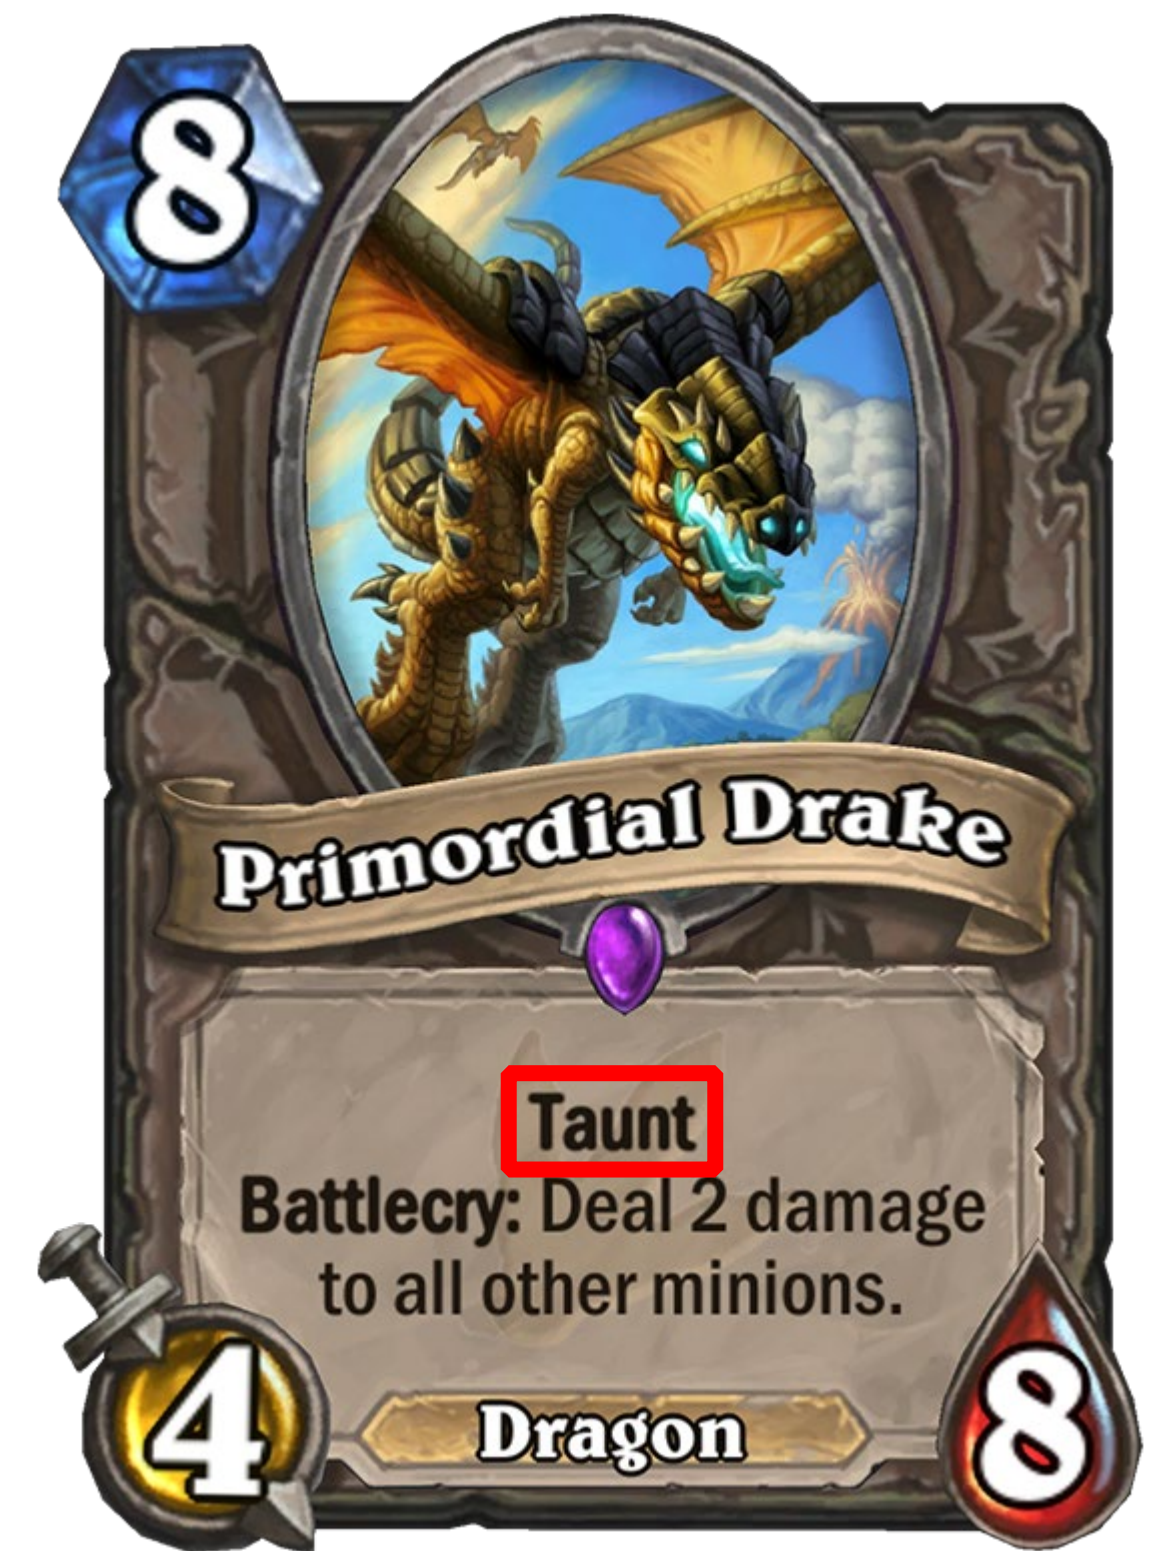 8
Primordial Drake
Taunt
Battlecry: Deal 2 damage
to all other minions.
4
Dragon
8